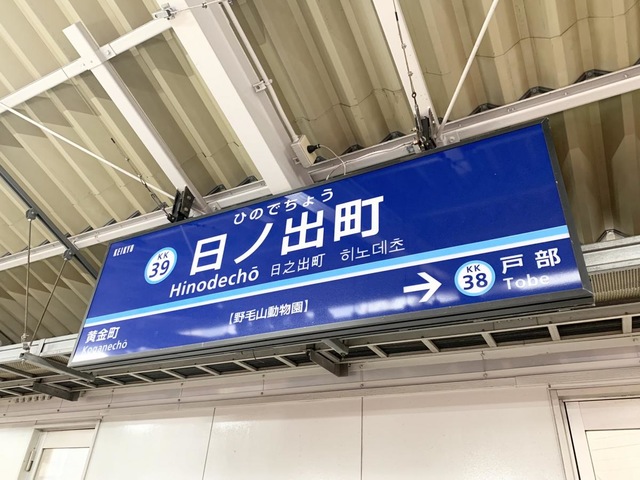 KEIKYU
ひのでちょう
KK
39
日ノ出町
Hinodechō
日之出町 히노데초
【野毛山動物園】
黄金町
Koganechō
→
KK
38
戸部
Tobe